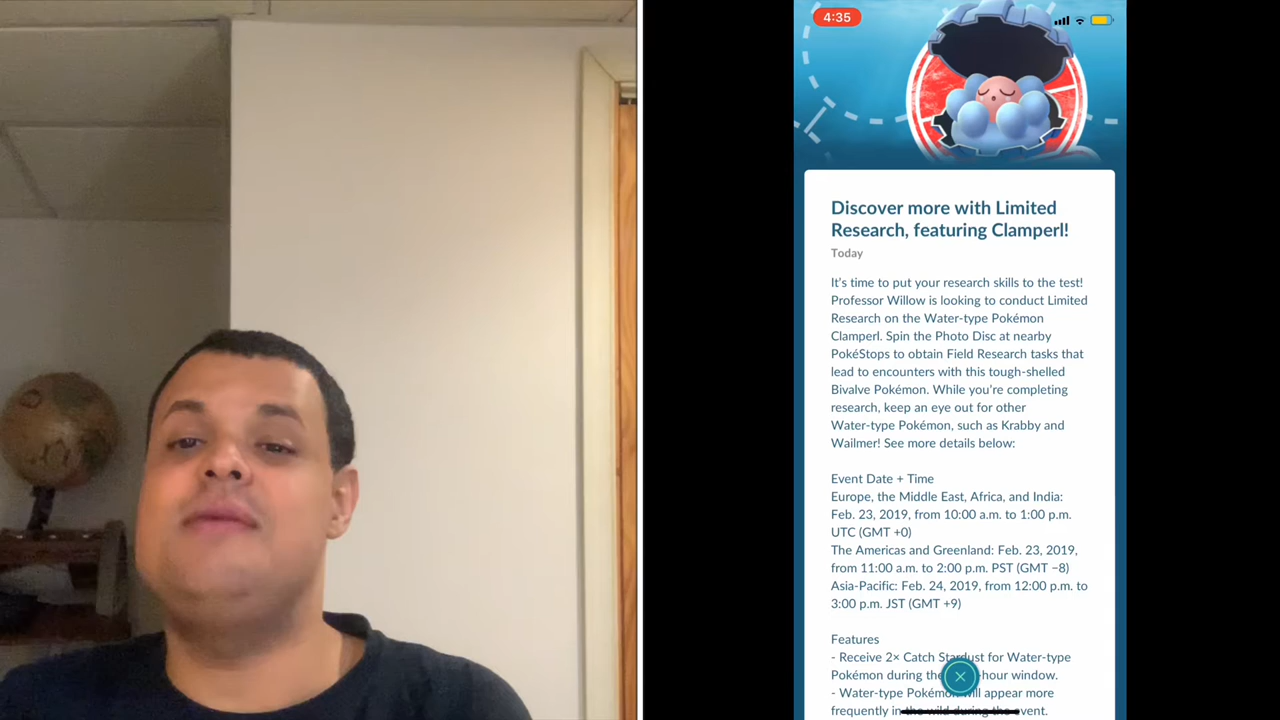 4:35
Discover more with Limited
Research, featuring Clamperl!
Today
It's time to put your research skills to the test!
Professor Willow is looking to conduct Limited
Research on the Water-type Pokémon
Clamperl. Spin the Photo Disc at nearby
PokéStops to obtain Field Research tasks that
lead to encounters with this tough-shelled
Bivalve Pokémon. While you're completing
research, keep an eye out for other
Water-type Pokémon, such as Krabby and
Wailmer! See more details below:
Event Date + Time
Europe, the Middle East, Africa, and India:
Feb. 23, 2019, from 10:00 a.m. to 1:00 p.m.
UTC (GMT +0)
The Americas and Greenland: Feb. 23, 2019,
from 11:00 a.m. to 2:00 p.m. PST (GMT −8)
Asia-Pacific: Feb. 24, 2019, from 12:00 p.m. to
3:00 p.m. JST (GMT +9)
Features
- Receive 2× Catch Stardust for Water-type
Pokémon during the hour window.
- Water-type Pokémon will appear more
frequently in the wild during the event.